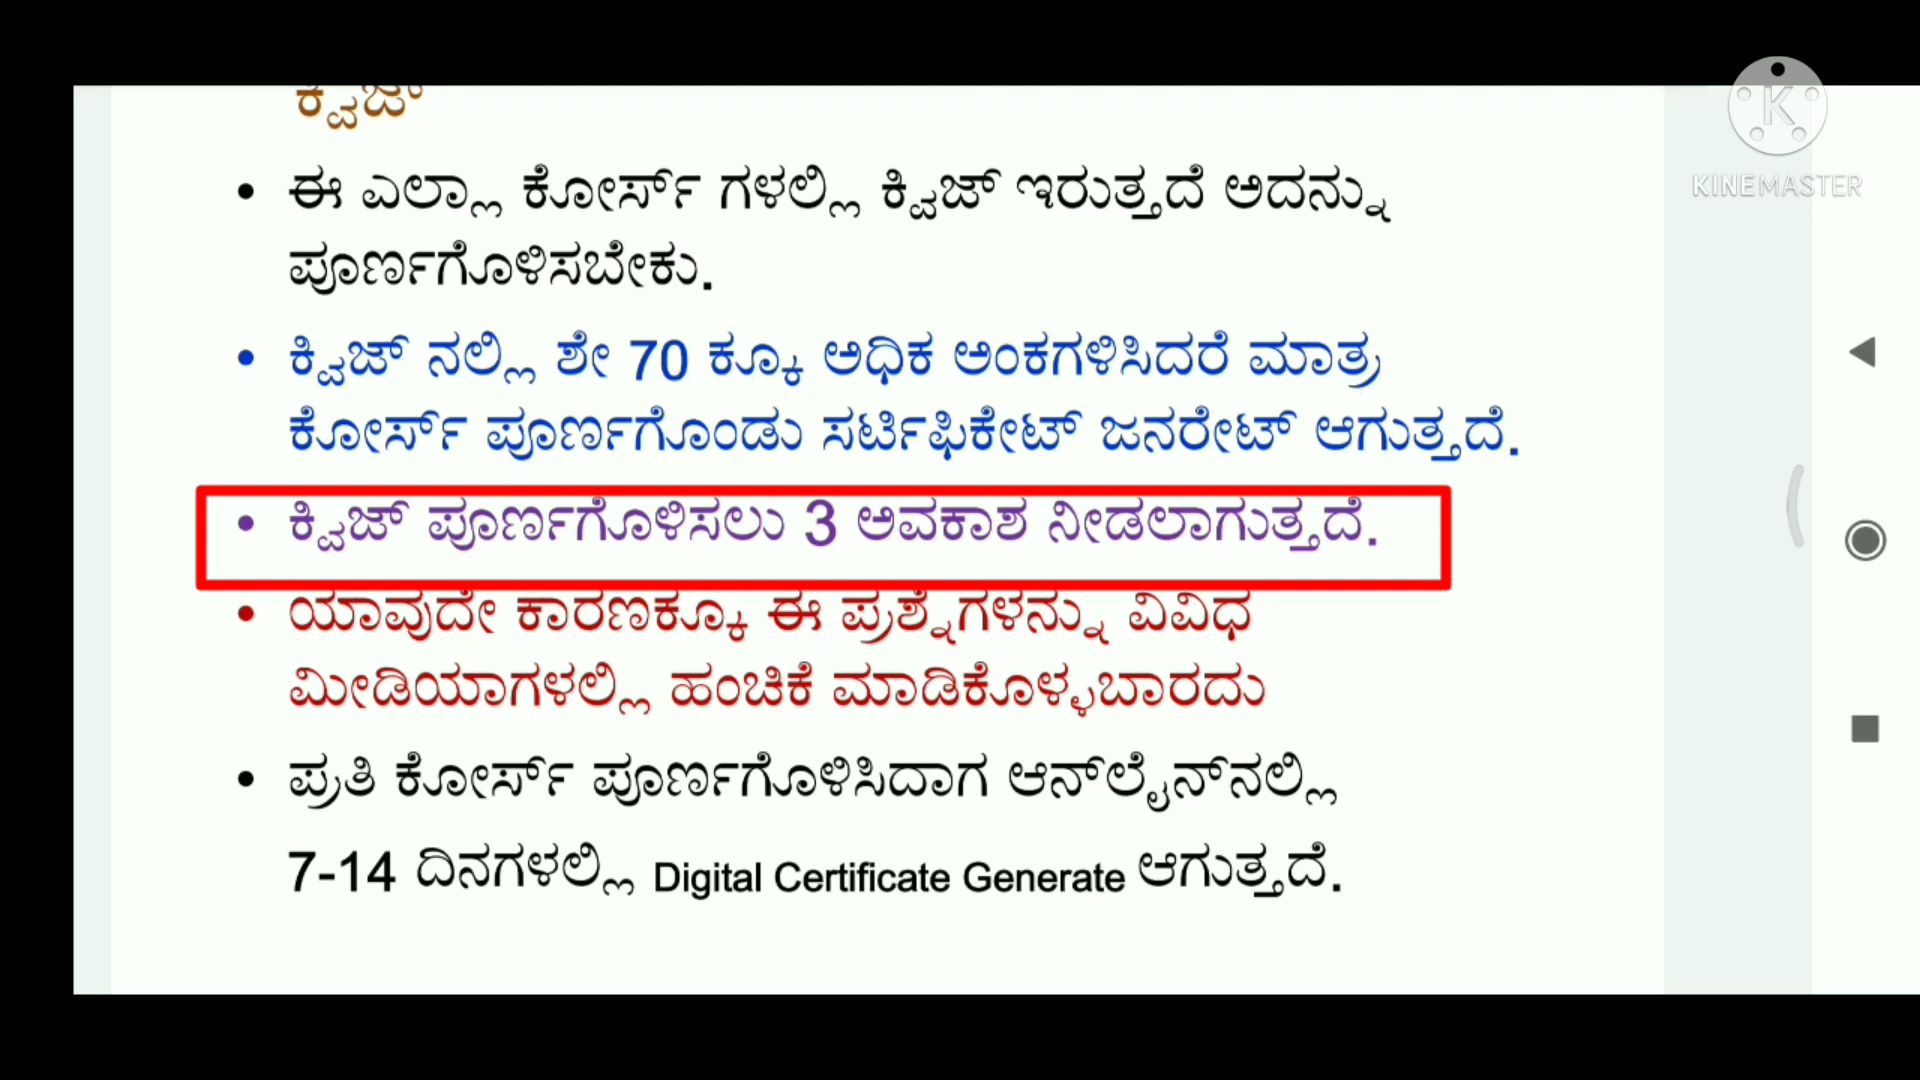 ಕ್ವಿಜ್
ಈ ಎಲ್ಲಾ ಕೋರ್ಸ್ ಗಳಲ್ಲಿ ಕ್ವಿಜ್ ಇರುತ್ತದೆ ಅದನ್ನು
ಪೂರ್ಣಗೊಳಿಸಬೇಕು.
ಕ್ವಿಜ್ ನಲ್ಲಿ ಶೇ 70 ಕ್ಕೂ ಅಧಿಕ ಅಂಕಗಳಿಸಿದರೆ ಮಾತ್ರ
ಕೋರ್ಸ್ ಪೂರ್ಣಗೊಂಡು ಸರ್ಟಿಫಿಕೇಟ್ ಜನರೇಟ್ ಆಗುತ್ತದೆ.
ಕ್ವಿಜ್ ಪೂರ್ಣಗೊಳಿಸಲು 3 ಅವಕಾಶ ನೀಡಲಾಗುತ್ತದೆ.
ಯಾವುದೇ ಕಾರಣಕ್ಕೂ ಈ ಪ್ರಶ್ನೆಗಳನ್ನು ವಿವಿಧ
ಮೀಡಿಯಾಗಳಲ್ಲಿ ಹಂಚಿಕೆ ಮಾಡಿಕೊಳ್ಳಬಾರದು
ಪ್ರತಿ ಕೋರ್ಸ್ ಪೂರ್ಣಗೊಳಿಸಿದಾಗ ಆನ್‌ಲೈನ್‌ನಲ್ಲಿ
7-14 ದಿನಗಳಲ್ಲಿ Digital Certificate Generate ಆಗುತ್ತದೆ.
K
KINEMASTER